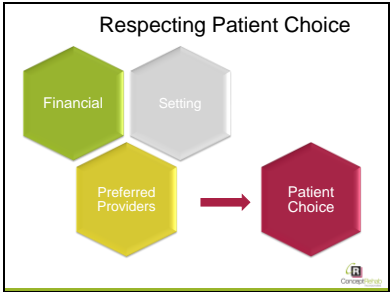 Respecting Patient Choice
Financial
Setting
Preferred
Providers
Patient
Choice
R
ConceptRehab